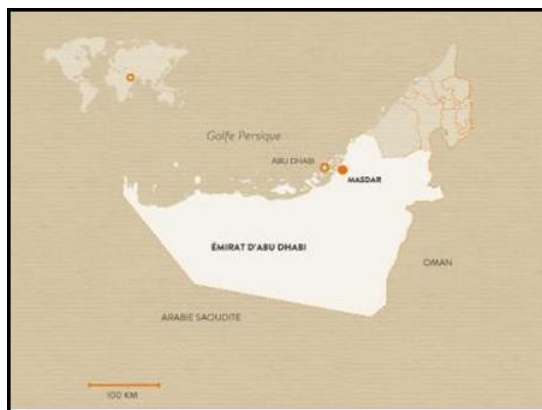 Golfe Persique
ABU DHABI
MASDAR
ÉMIRAT D'ABU DHABI
OMAN
ARABIE SAOUDITE
100 KM